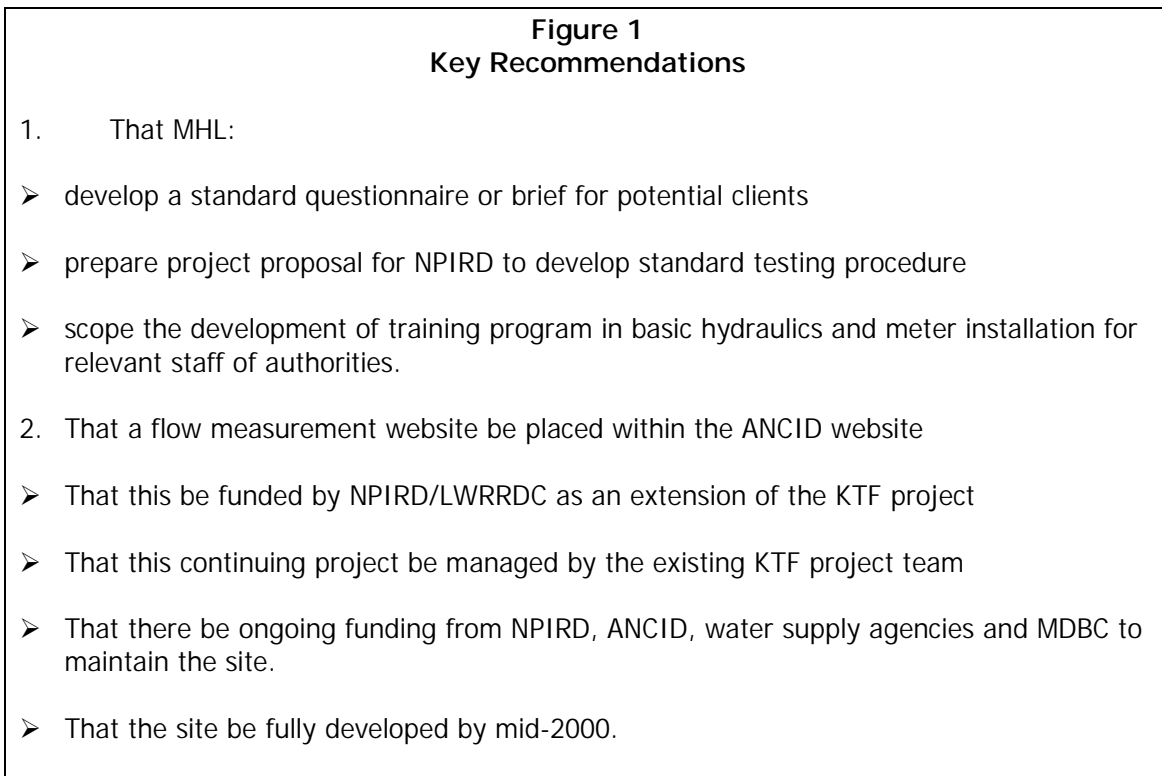 Figure 1
Key Recommendations
1. That MHL:
➢ develop a standard questionnaire or brief for potential clients
➢ prepare project proposal for NPIRD to develop standard testing procedure
➢ scope the development of training program in basic hydraulics and meter installation for
relevant staff of authorities.
2. That a flow measurement website be placed within the ANCID website
➢ That this be funded by NPIRD/LWRRDC as an extension of the KTF project
➢ That this continuing project be managed by the existing KTF project team
➢ That there be ongoing funding from NPIRD, ANCID, water supply agencies and MDBC to
maintain the site.
➢ That the site be fully developed by mid-2000.